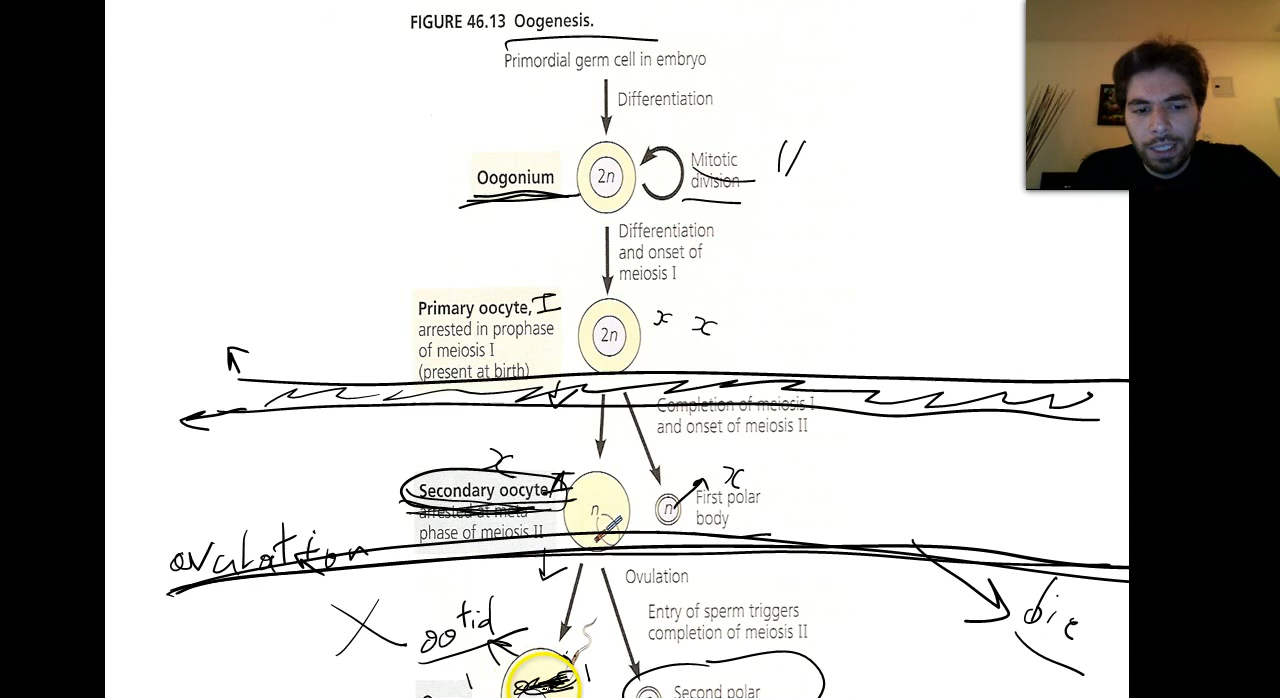 FIGURE 46.13 Oogenesis.
Primordial germ cell in embryo
Differentiation
Oogonium
2n
Mitotic
division
Differentiation
and onset of
meiosis I
Primary oocyte, I
arrested in prophase
of meiosis I
(present at birth)
2n
x x
Completion of meiosis I
and onset of meiosis II
x
Secondary oocyte,
arrested at meta
phase of meiosis II
n
n
x
First polar
body
ovulation
Ovulation
Entry of sperm triggers
completion of meiosis II
die
X
ootid
Second polar